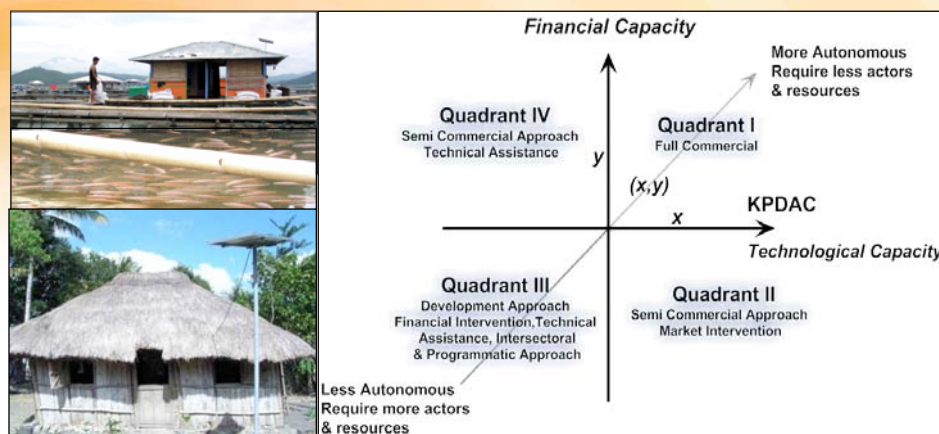 Financial Capacity
More Autonomous
Require less actors
& resources
Quadrant IV
Semi Commercial Approach
Technical Assistance
Quadrant I
Full Commercial
y
(x,y)
x
KPDAC
Technological Capacity
Quadrant III
Development Approach
Financial Intervention,Technical
Assistance, Intersectoral
& Programmatic Approach
Quadrant II
Semi Commercial Approach
Market Intervention
Less Autonomous
Require more actors
& resources